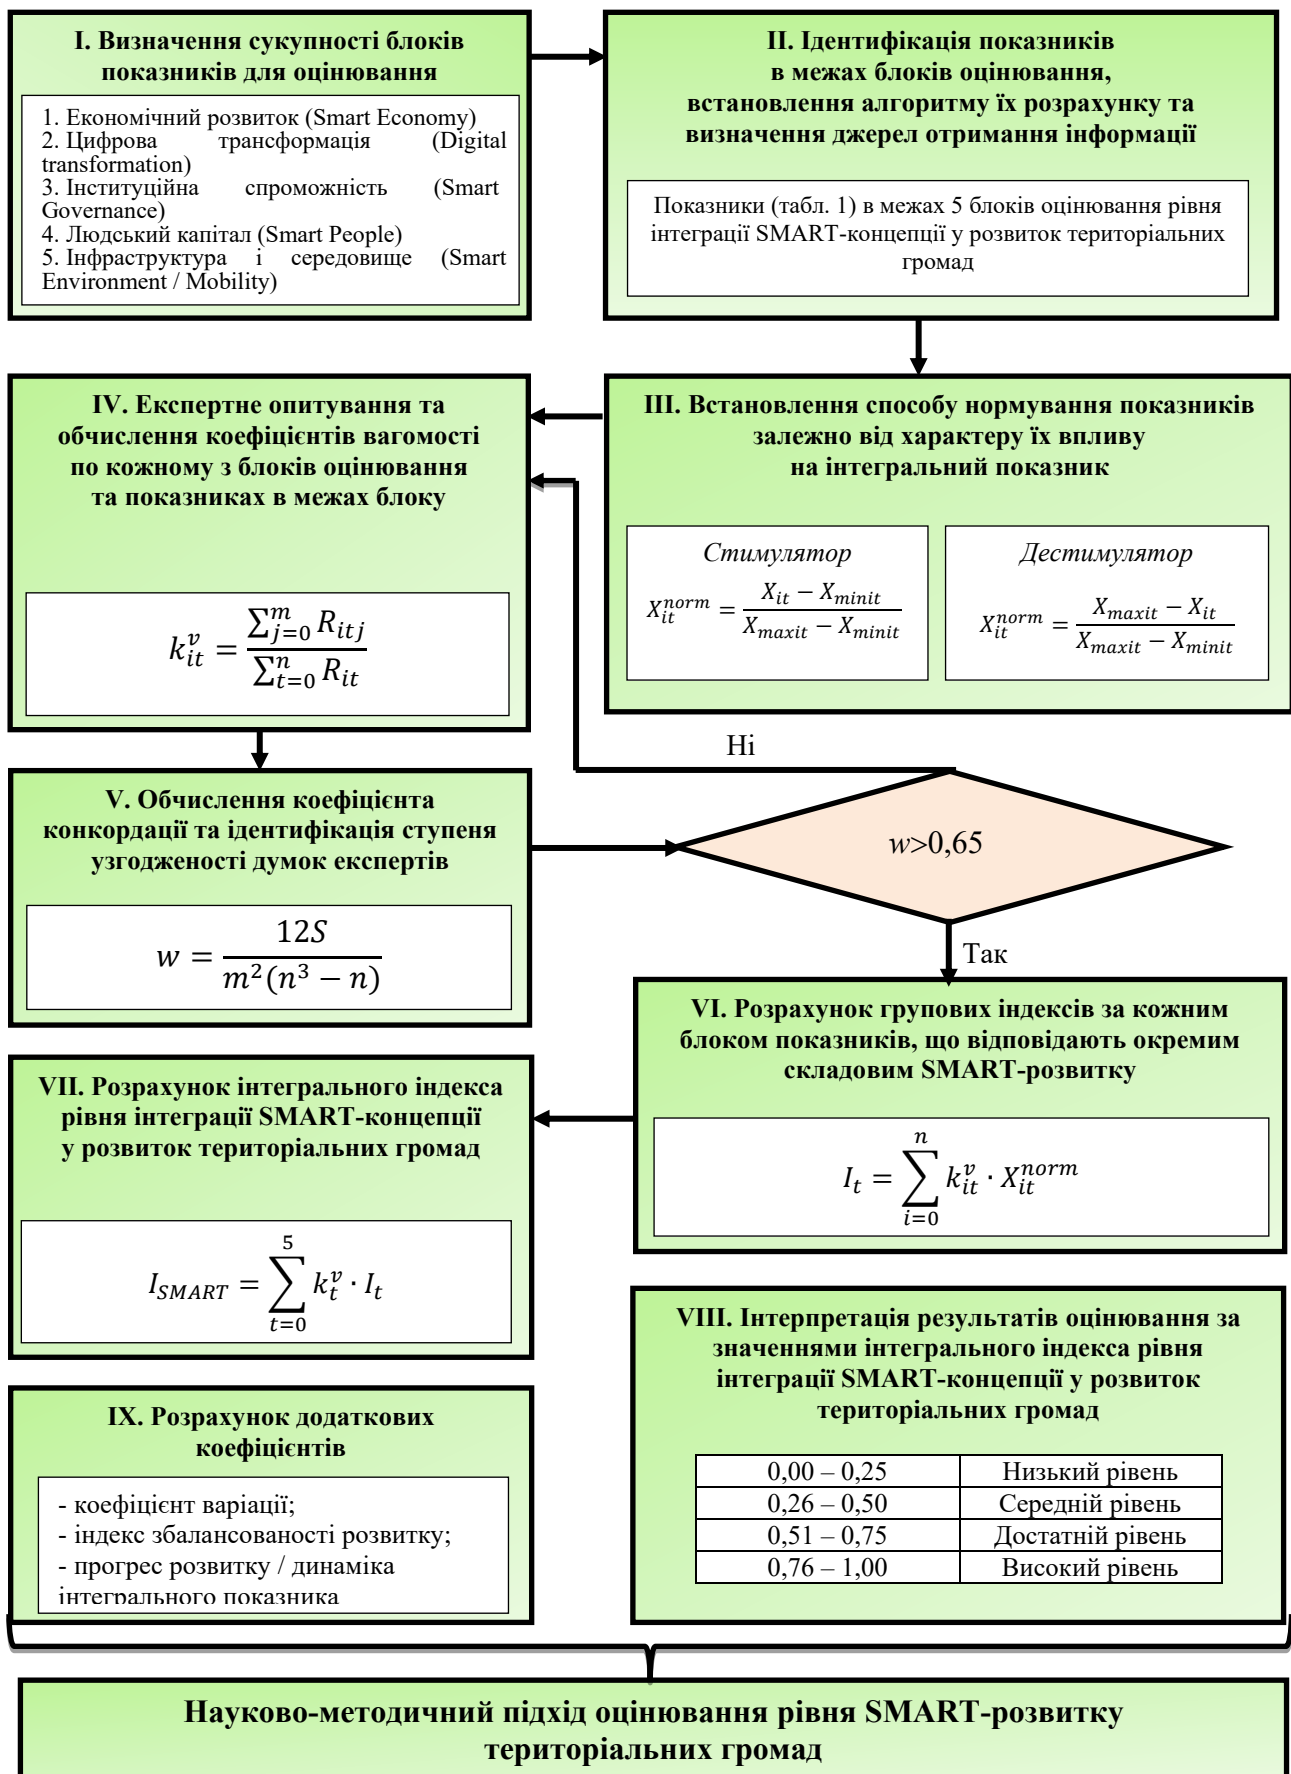 I. Визначення сукупності блоків
показників для оцінювання
1. Економічний розвиток (Smart Economy)
2. Цифрова трансформація (Digital
transformation)
3. Інституційна спроможність (Smart
Governance)
4. Людський капітал (Smart People)
5. Інфраструктура і середовище (Smart
Environment / Mobility)
II. Ідентифікація показників
в межах блоків оцінювання,
встановлення алгоритму їх розрахунку та
визначення джерел отримання інформації
Показники (табл. 1) в межах 5 блоків оцінювання рівня
інтеграції SMART-концепції у розвиток територіальних
громад
III. Встановлення способу нормування показників
залежно від характеру їх впливу
на інтегральний показник
Стимулятор
X_{it}^{norm} = \frac{X_{it} - X_{minit}}{X_{maxit} - X_{minit}}
Дестимулятор
X_{it}^{norm} = \frac{X_{maxit} - X_{it}}{X_{maxit} - X_{minit}}
IV. Експертне опитування та
обчислення коефіцієнтів вагомості
по кожному з блоків оцінювання
та показниках в межах блоку
k_{it}^{v} = \frac{\sum_{j=0}^{m} R_{itj}}{\sum_{t=0}^{n} R_{it}}
V. Обчислення коефіцієнта
конкордації та ідентифікація ступеня
узгодженості думок експертів
w = \frac{12S}{m^2(n^3 - n)}
Ні
w>0,65
Так
VI. Розрахунок групових індексів за кожним
блоком показників, що відповідають окремим
складовим SMART-розвитку
I_t = \sum_{i=0}^{n} k_{it}^{v} · X_{it}^{norm}
VII. Розрахунок інтегрального індекса
рівня інтеграції SMART-концепції
у розвиток територіальних громад
I_{SMART} = \sum_{t=0}^{5} k_t^{v} · I_t
VIII. Інтерпретація результатів оцінювання за
значеннями інтегрального індекса рівня
інтеграції SMART-концепції у розвиток
територіальних громад
0,00 – 0,25 Низький рівень
0,26 – 0,50 Середній рівень
0,51 – 0,75 Достатній рівень
0,76 – 1,00 Високий рівень
IX. Розрахунок додаткових
коефіцієнтів
- коефіцієнт варіації;
- індекс збалансованості розвитку;
- прогрес розвитку / динаміка
інтегрального показника
Науково-методичний підхід оцінювання рівня SMART-розвитку
територіальних громад